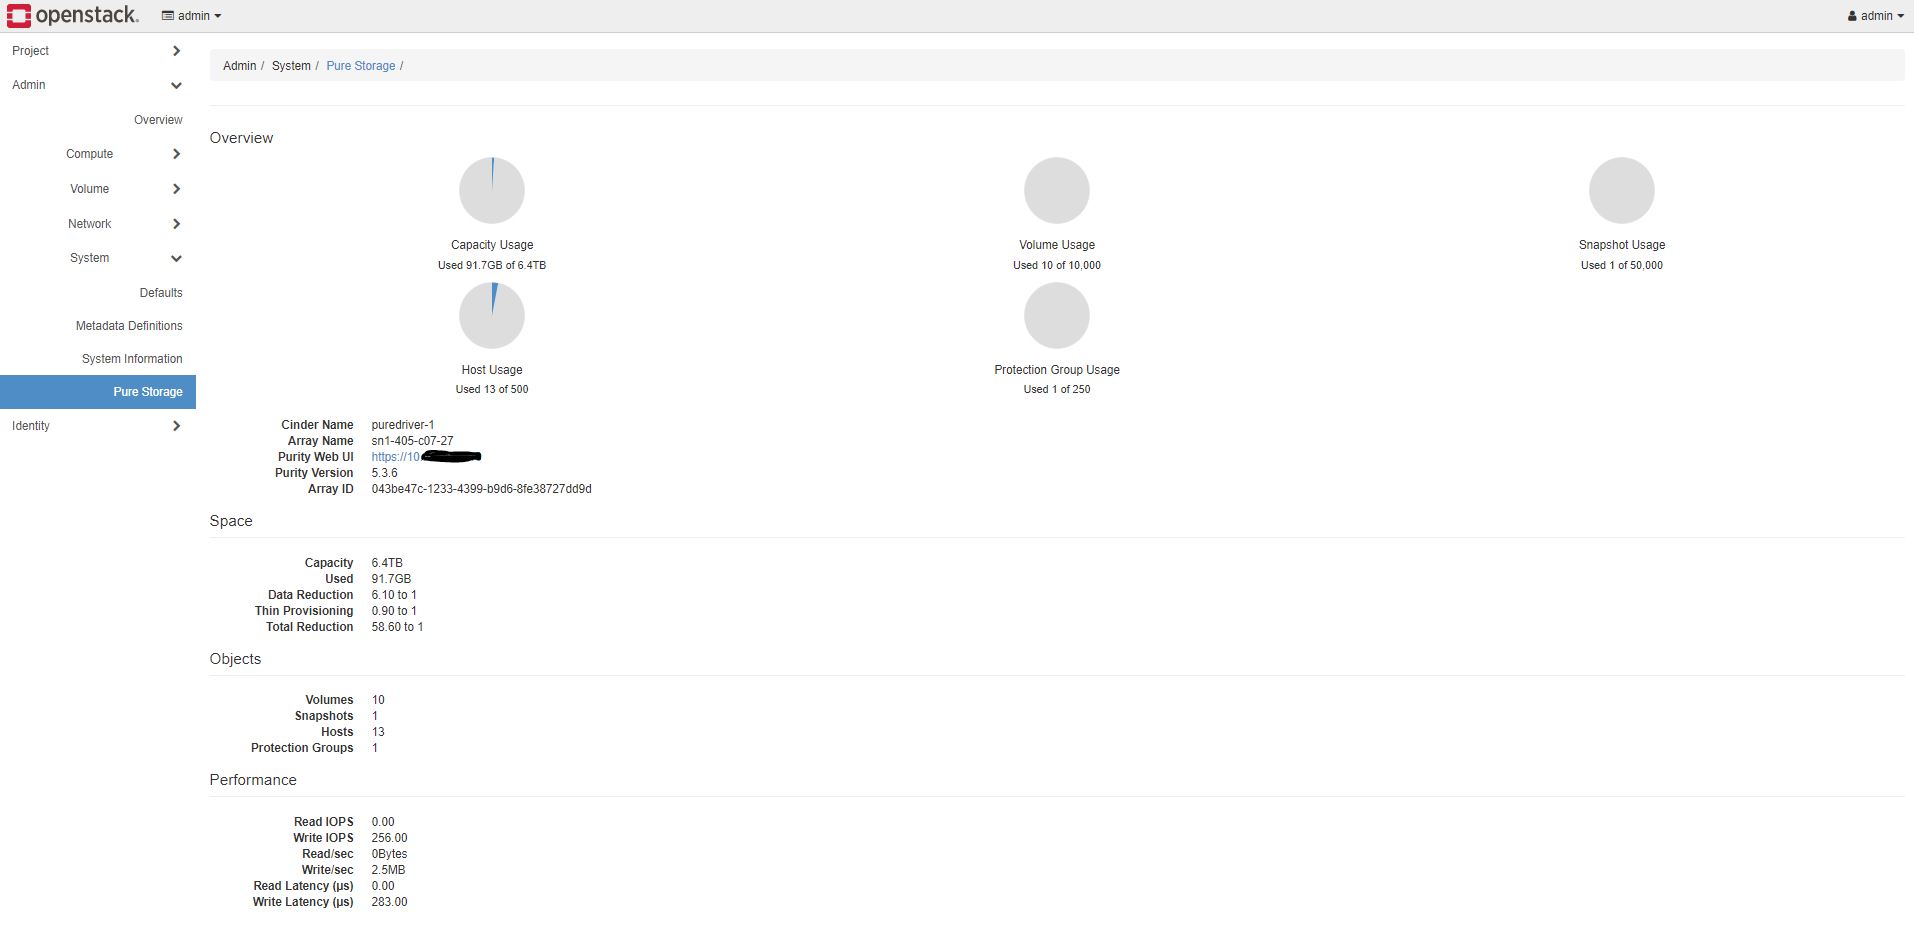 openstack. admin admin
Project
Admin
Overview
Compute
Volume
Network
System
Defaults
Metadata Definitions
System Information
Pure Storage
Identity
Admin / System / Pure Storage /
Overview
Capacity Usage
Used 91.7GB of 6.4TB
Volume Usage
Used 10 of 10,000
Snapshot Usage
Used 1 of 50,000
Host Usage
Used 13 of 500
Protection Group Usage
Used 1 of 250
Cinder Name puredriver-1
Array Name sn1-405-c07-27
Purity Web UI https://10.
Purity Version 5.3.6
Array ID 043be47c-1233-4399-b9d6-8fe38727dd9d
Space
Capacity 6.4TB
Used 91.7GB
Data Reduction 6.10 to 1
Thin Provisioning 0.90 to 1
Total Reduction 58.60 to 1
Objects
Volumes 10
Snapshots 1
Hosts 13
Protection Groups 1
Performance
Read IOPS 0.00
Write IOPS 256.00
Read/sec 0Bytes
Write/sec 2.5MB
Read Latency (µs) 0.00
Write Latency (µs) 283.00